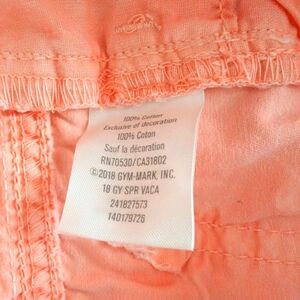 100% Cotton
Exclusive of decoration
100% Coton
Sauf la décoration
RN70530/CA31802
©2018 GYM-MARK, INC.
18 GY SPR VACA
241827573
140179726